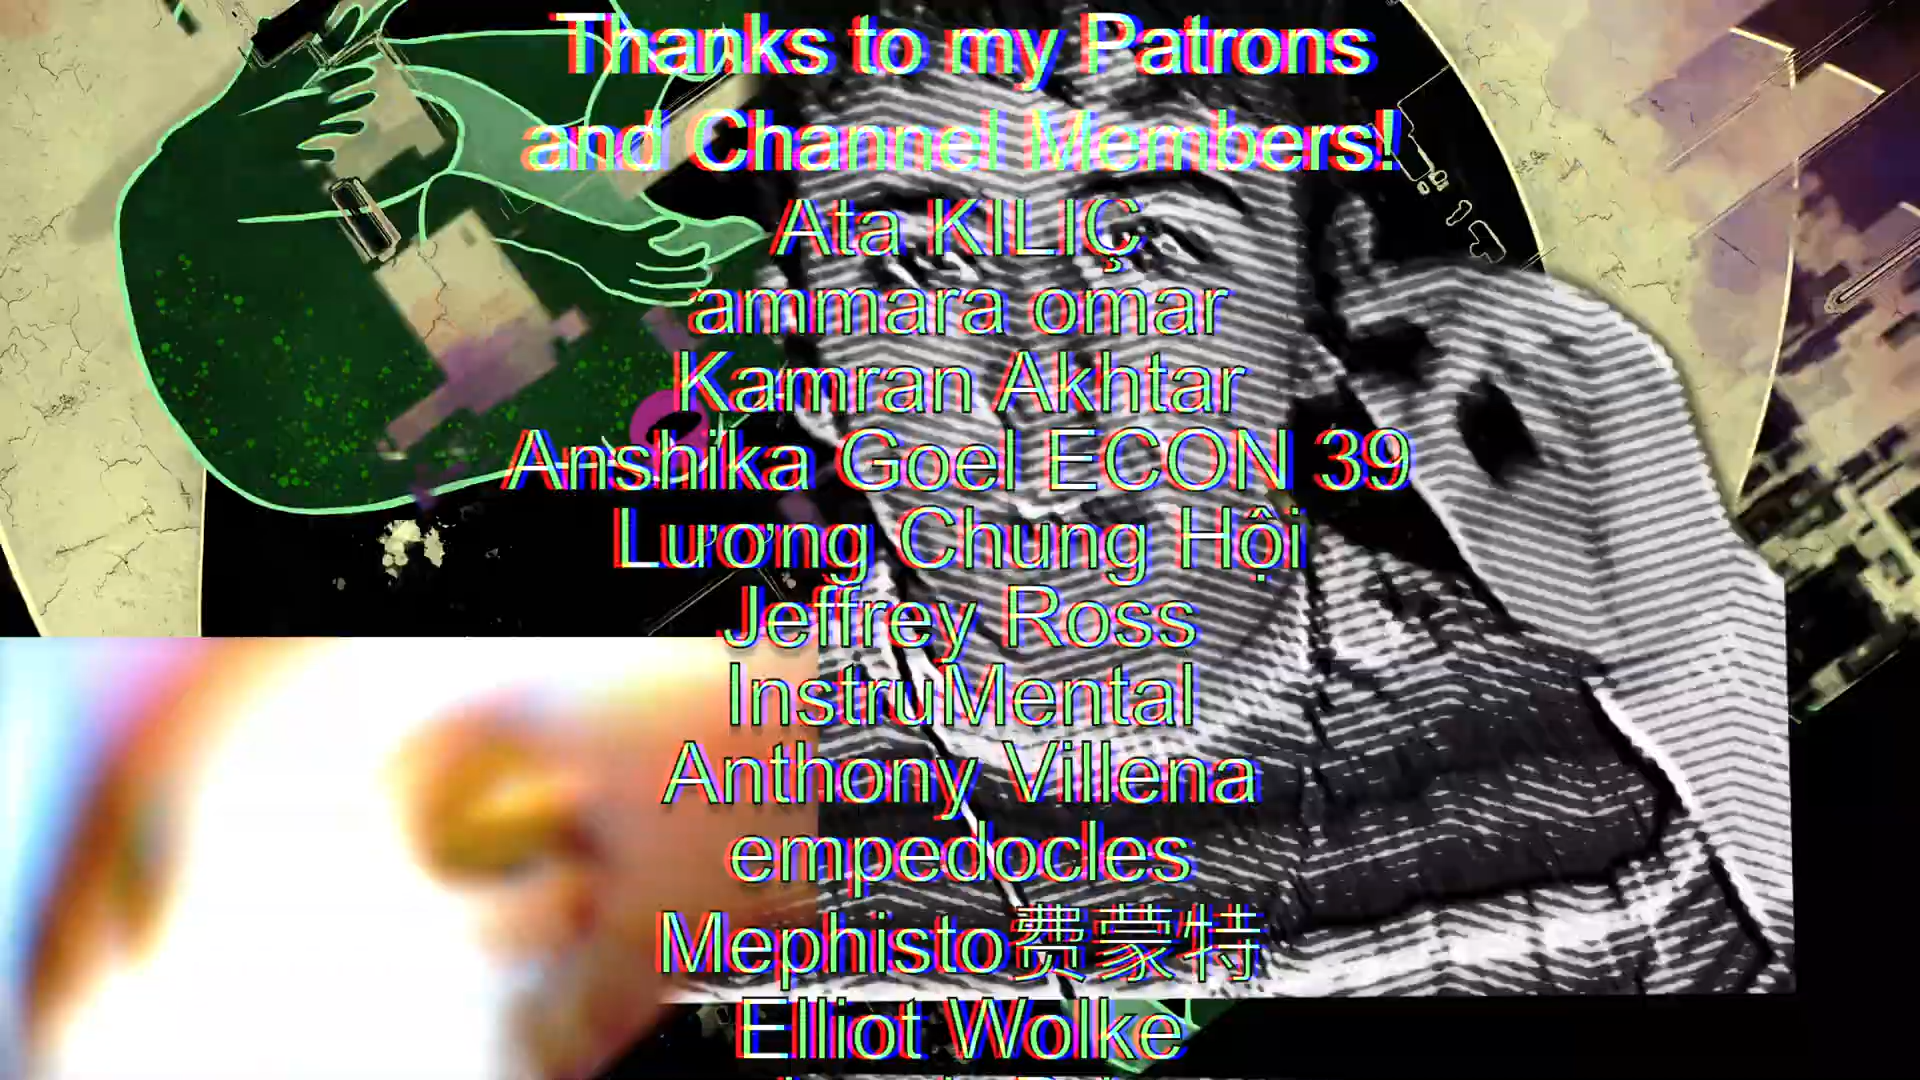 Thanks to my Patrons
and Channel Members!
Ata KILIÇ
ammara omar
Kamran Akhtar
Anshika Goel ECON 39
Lương Chung Hội
Jeffrey Ross
InstruMental
Anthony Villena
empedocles
Mephisto费蒙特
Elliot Wolke